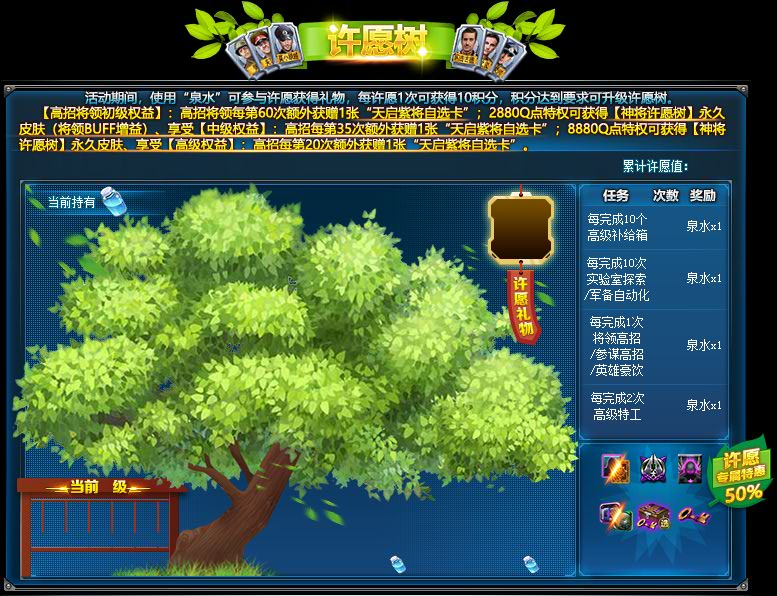 许愿树
活动期间，使用“泉水”可参与许愿获得礼物，每许愿1次可获得10积分，积分达到要求可升级许愿树。
【高招将领初级权益】：高招将领每第60次额外获赠1张“天启紫将自选卡”；2880Q点特权可获得【神将许愿树】永久
皮肤（将领BUFF增益）、享受【中级权益】：高招每第35次额外获赠1张“天启紫将自选卡”；8880Q点特权可获得【神将
许愿树】永久皮肤、享受【高级权益】：高招每第20次额外获赠1张“天启紫将自选卡”。
累计许愿值：
当前持有
许愿礼物
任务 次数 奖励
每完成10个
高级补给箱
泉水x1
每完成10次
实验室探索
/军备自动化
泉水x1
每完成1次
将领高招
/参谋高招
/英雄豪饮
泉水x1
每完成2次
高级特工
泉水x1
当前 级
许愿
专属特惠
50%
选